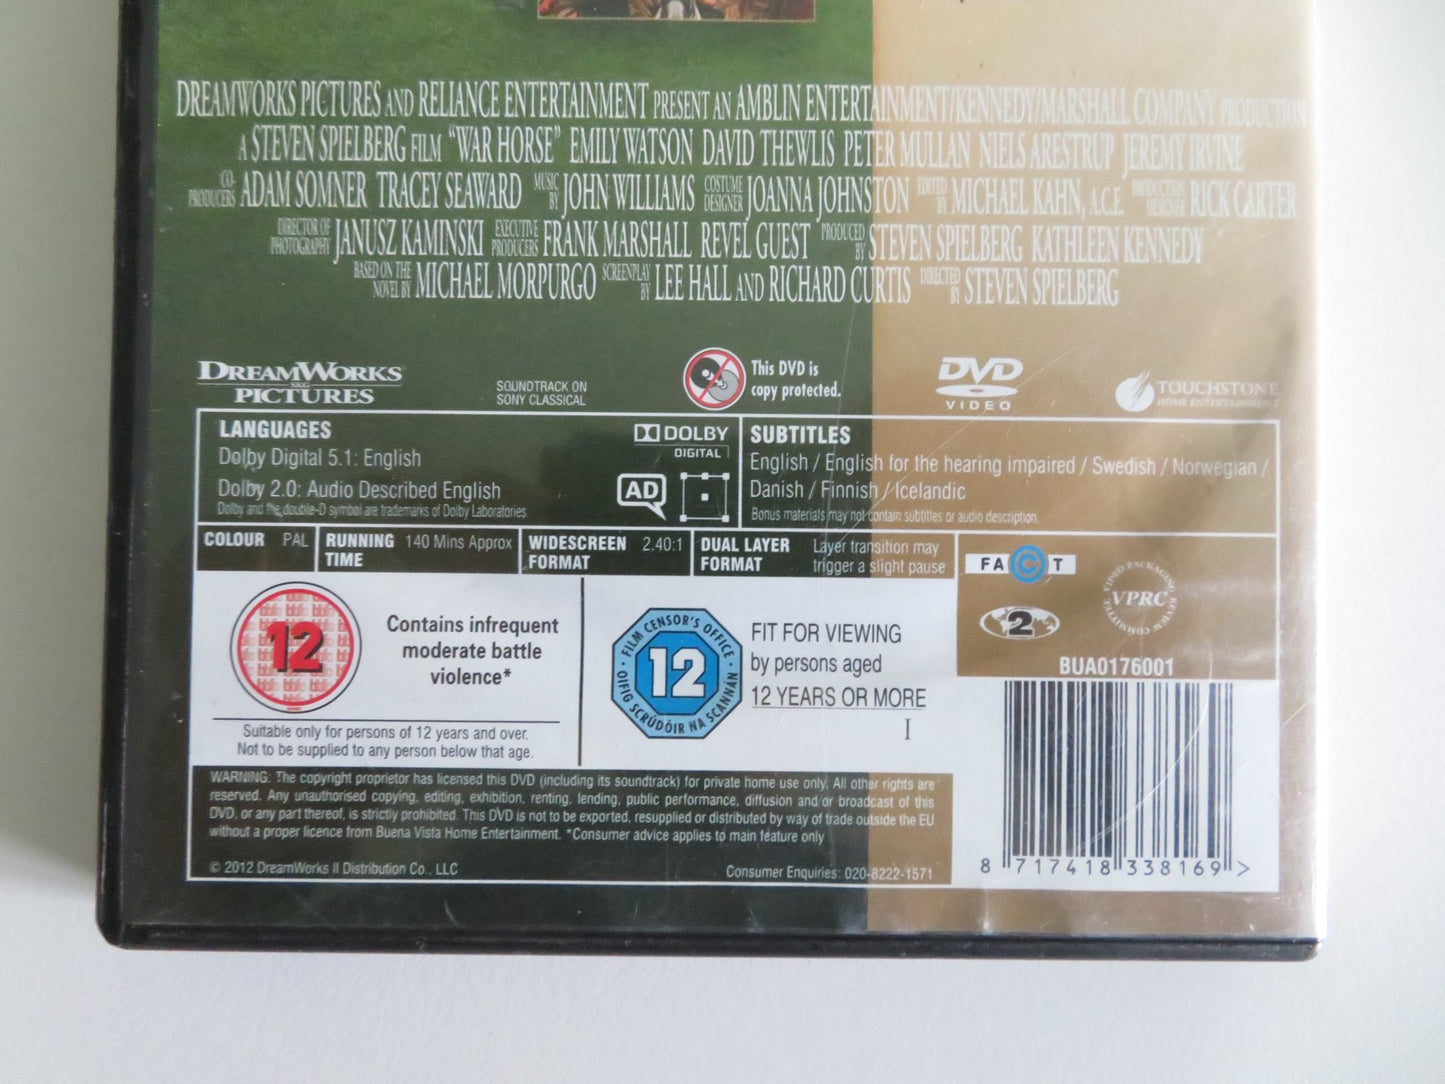 DREAMWORKS PICTURES AND RELIANCE ENTERTAINMENT PRESENT AN AMBLIN ENTERTAINMENT/KENNEDY/MARSHALL COMPANY PRODUCTION
A STEVEN SPIELBERG FILM "WAR HORSE" EMILY WATSON DAVID THEWLIS PETER MULLAN NIELS ARESTRUP JEREMY IRVINE
CO-PRODUCERS ADAM SOMNER TRACEY SEAWARD MUSIC BY JOHN WILLIAMS COSTUME DESIGNER JOANNA JOHNSTON EDITED BY MICHAEL KAHN, A.C.E. PRODUCTION DESIGNER RICK CARTER
DIRECTOR OF PHOTOGRAPHY JANUSZ KAMINSKI EXECUTIVE PRODUCERS FRANK MARSHALL REVEL GUEST PRODUCED BY STEVEN SPIELBERG KATHLEEN KENNEDY
BASED ON THE NOVEL BY MICHAEL MORPURGO SCREENPLAY BY LEE HALL AND RICHARD CURTIS DIRECTED BY STEVEN SPIELBERG
DREAMWORKS
SKG
PICTURES
SOUNDTRACK ON
SONY CLASSICAL
This DVD is
copy protected.
DVD
VIDEO
TOUCHSTONE
HOME ENTERTAINMENT
LANGUAGES
Dolby Digital 5.1: English
Dolby 2.0: Audio Described English
Dolby and the double-D symbol are trademarks of Dolby Laboratories
DOLBY
DIGITAL
AD
SUBTITLES
English / English for the hearing impaired / Swedish / Norwegian /
Danish / Finnish / Icelandic
Bonus materials may not contain subtitles or audio description.
COLOUR PAL
RUNNING TIME 140 Mins Approx
WIDESCREEN FORMAT 2.40:1
DUAL LAYER FORMAT
Layer transition may
trigger a slight pause
FACT
VIDEO PACKAGING REVIEW COMMITTEE
VPRC
2
BUA0176001
12
Contains infrequent
moderate battle
violence*
Suitable only for persons of 12 years and over.
Not to be supplied to any person below that age.
FILM CENSOR'S OFFICE
12
OIFIG SCRÚDÓIR NA SCANNÁN
FIT FOR VIEWING
by persons aged
12 YEARS OR MORE
I
WARNING: The copyright proprietor has licensed this DVD (including its soundtrack) for private home use only. All other rights are
reserved. Any unauthorised copying, editing, exhibition, renting, lending, public performance, diffusion and/or broadcast of this
DVD, or any part thereof, is strictly prohibited. This DVD is not to be exported, resupplied or distributed by way of trade outside the EU
without a proper licence from Buena Vista Home Entertainment. *Consumer advice applies to main feature only
© 2012 DreamWorks II Distribution Co., LLC
Consumer Enquiries: 020-8222-1571
8 717418 338169 >